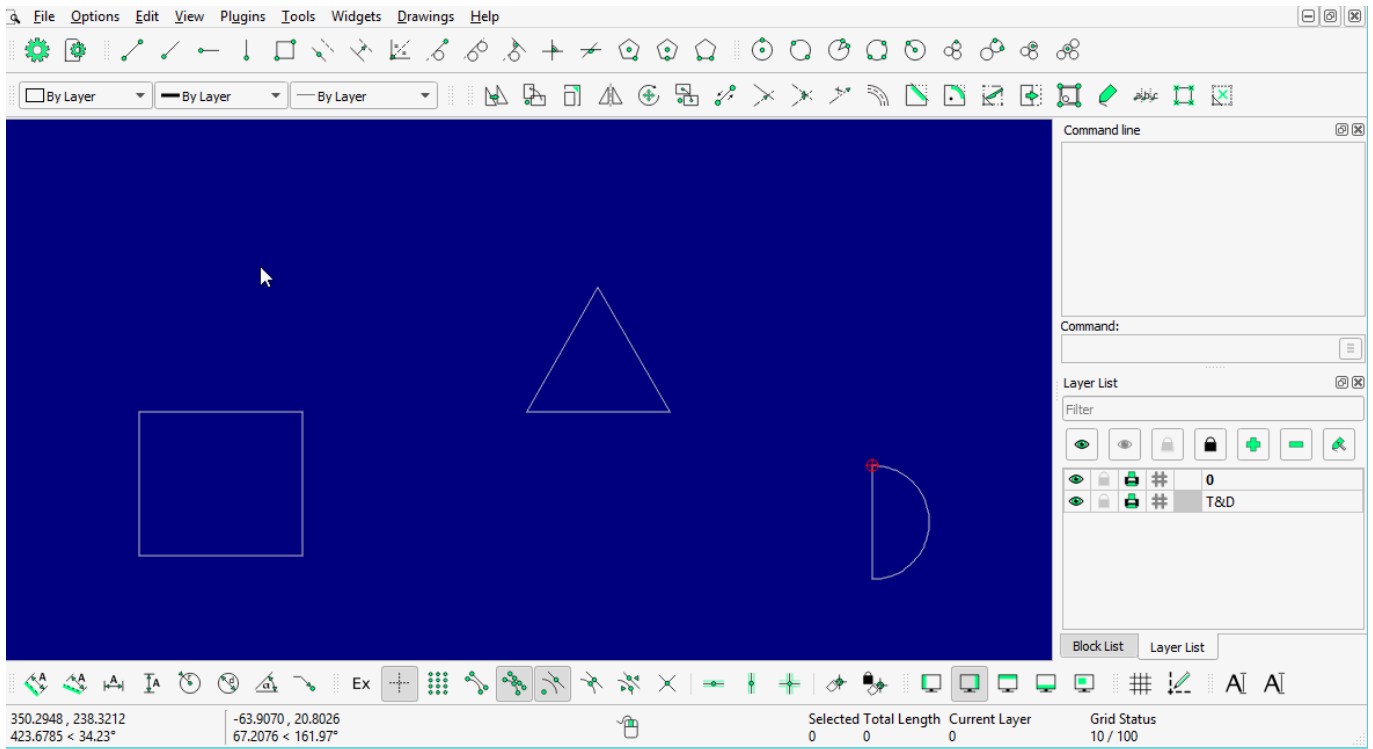 File Options Edit View Plugins Tools Widgets Drawings Help
By Layer By Layer By Layer abc
Command line
Command:
Layer List
Filter
0
T&D
Block List Layer List
A A A A α Ex A A
350.2948 , 238.3212 -63.9070 , 20.8026 Selected Total Length Current Layer Grid Status
423.6785 < 34.23° 67.2076 < 161.97° 0 0 0 10 / 100